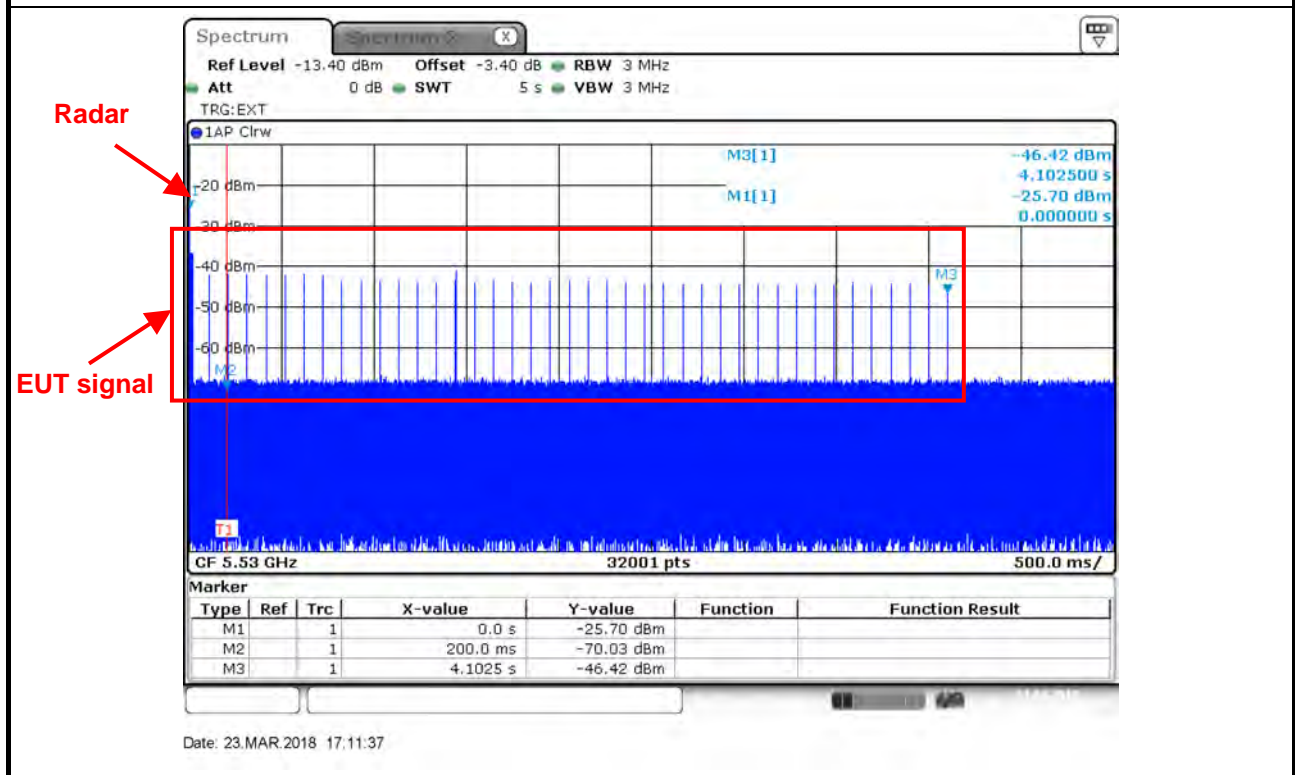 Spectrum
Spectrum 2 X
Ref Level -13.40 dBm Offset -3.40 dB RBW 3 MHz
Att 0 dB SWT 5 s VBW 3 MHz
TRG:EXT
1AP Clrw
Radar
M3[1] -46.42 dBm
4.102500 s
M1[1] -25.70 dBm
0.000000 s
-20 dBm
-30 dBm
-40 dBm
M3
-50 dBm
-60 dBm
M2
EUT signal
T1
CF 5.53 GHz 32001 pts 500.0 ms/
Marker
Type Ref Trc X-value Y-value Function Function Result
M1 1 0.0 s -25.70 dBm
M2 1 200.0 ms -70.03 dBm
M3 1 4.1025 s -46.42 dBm
Date: 23.MAR.2018 17:11:37